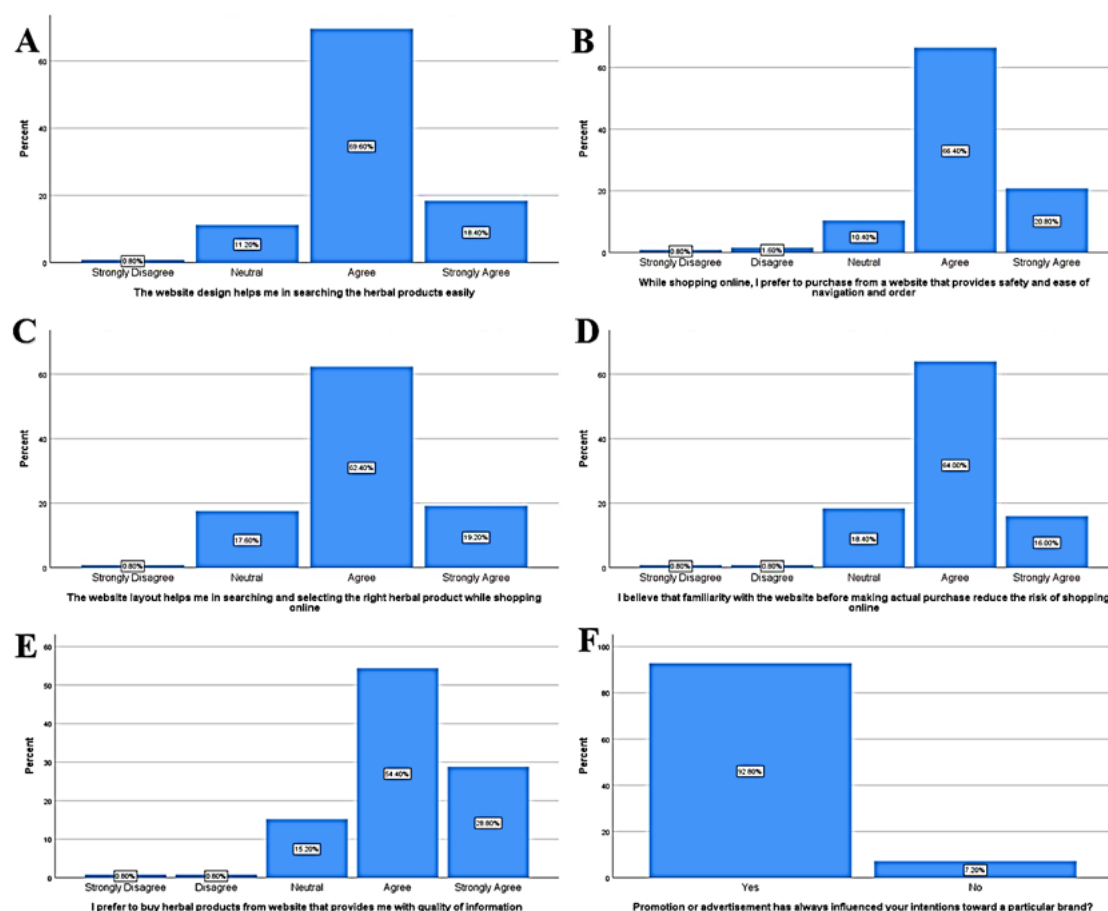 A
Percent
60
40
20
0
0.80%
11.20%
69.60%
18.40%
Strongly Disagree
Neutral
Agree
Strongly Agree
The website design helps me in searching the herbal products easily
B
Percent
60
40
20
0
0.80%
1.60%
10.40%
66.40%
20.80%
Strongly Disagree
Disagree
Neutral
Agree
Strongly Agree
While shopping online, I prefer to purchase from a website that provides safety and ease of
navigation and order
C
Percent
60
40
20
0
0.80%
17.60%
62.40%
19.20%
Strongly Disagree
Neutral
Agree
Strongly Agree
The website layout helps me in searching and selecting the right herbal product while shopping
online
D
Percent
60
40
20
0
0.80%
0.80%
18.40%
64.00%
16.00%
Strongly Disagree
Disagree
Neutral
Agree
Strongly Agree
I believe that familiarity with the website before making actual purchase reduce the risk of shopping
online
E
Percent
60
50
40
30
20
10
0
0.80%
0.80%
15.20%
54.40%
28.80%
Strongly Disagree
Disagree
Neutral
Agree
Strongly Agree
I prefer to buy herbal products from website that provides me with quality of information
F
Percent
100
80
60
40
20
0
92.80%
7.20%
Yes
No
Promotion or advertisement has always influenced your intentions toward a particular brand?